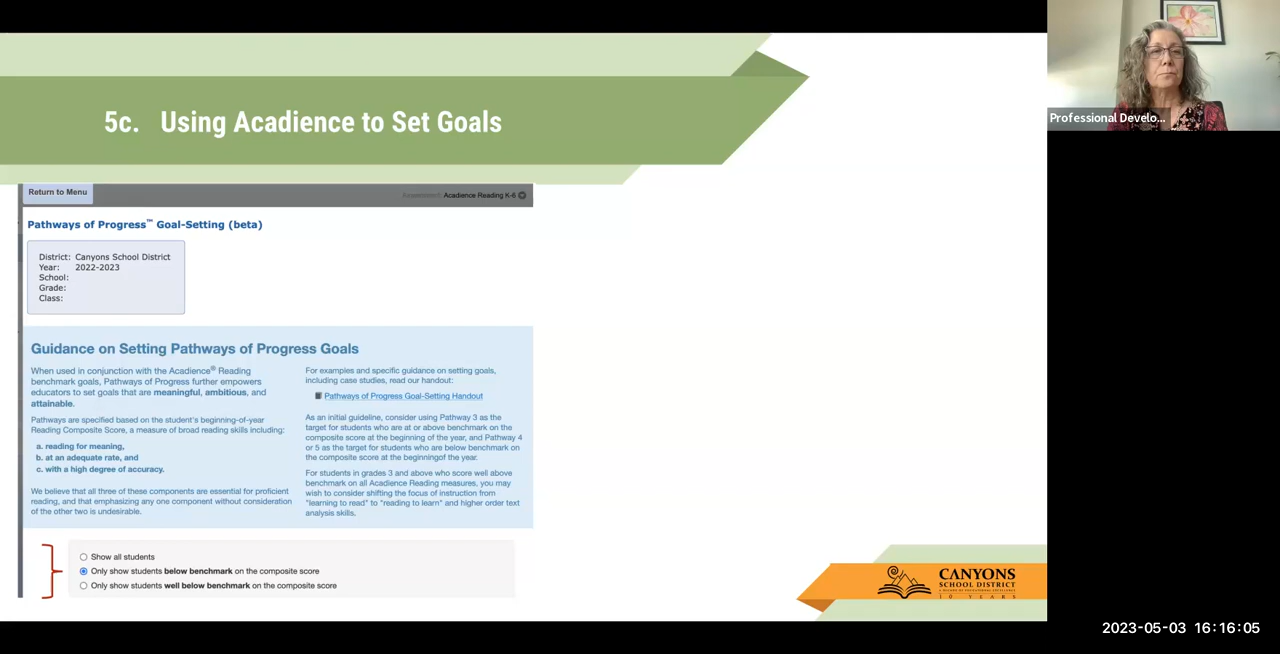 5c. Using Acadience to Set Goals
Professional Develo...
Return to Menu
Assessment: Acadience Reading K-6
Pathways of Progress™ Goal-Setting (beta)
District: Canyons School District
Year: 2022-2023
School:
Grade:
Class:
Guidance on Setting Pathways of Progress Goals
When used in conjunction with the Acadience® Reading
benchmark goals, Pathways of Progress further empowers
educators to set goals that are meaningful, ambitious, and
attainable.
Pathways are specified based on the student's beginning-of-year
Reading Composite Score, a measure of broad reading skills including:
a. reading for meaning,
b. at an adequate rate, and
c. with a high degree of accuracy.
We believe that all three of these components are essential for proficient
reading, and that emphasizing any one component without consideration
of the other two is undesirable.
For examples and specific guidance on setting goals,
including case studies, read our handout:
Pathways of Progress Goal-Setting Handout
As an initial guideline, consider using Pathway 3 as the
target for students who are at or above benchmark on the
composite score at the beginning of the year, and Pathway 4
or 5 as the target for students who are below benchmark on
the composite score at the beginningof the year.
For students in grades 3 and above who score well above
benchmark on all Acadience Reading measures, you may
wish to consider shifting the focus of instruction from
"learning to read" to "reading to learn" and higher order text
analysis skills.
Show all students
Only show students below benchmark on the composite score
Only show students well below benchmark on the composite score
CANYONS
SCHOOL DISTRICT
10 YEARS
2023-05-03 16:16:05